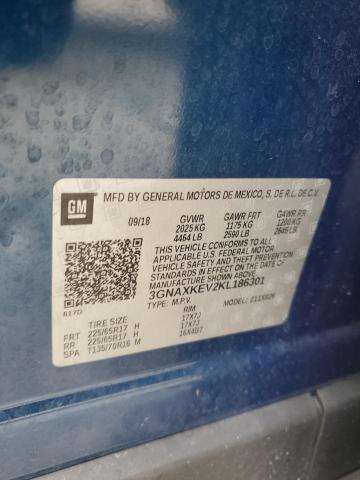 GM
MFD BY GENERAL MOTORS DE MEXICO, S. DE R.L. DE C.V.
09/18 GVWR GAWR FRT GAWR RR
2025 KG 1175 KG 1200 KG
4464 LB 2590 LB 2645 LB
THIS VEHICLE CONFORMS TO ALL
APPLICABLE U.S. FEDERAL MOTOR
VEHICLE SAFETY AND THEFT PREVENTION
STANDARDS IN EFFECT ON THE DATE OF
MANUFACTURE SHOWN ABOVE.
3GNAXKEV2KL186301
617D TYPE: M.P.V. MODEL:
TIRE SIZE RIM
FRT 225/65R17 H 17X7J
RR 225/65R17 H 17X7J
SPA T135/70R16 M 16X4BT